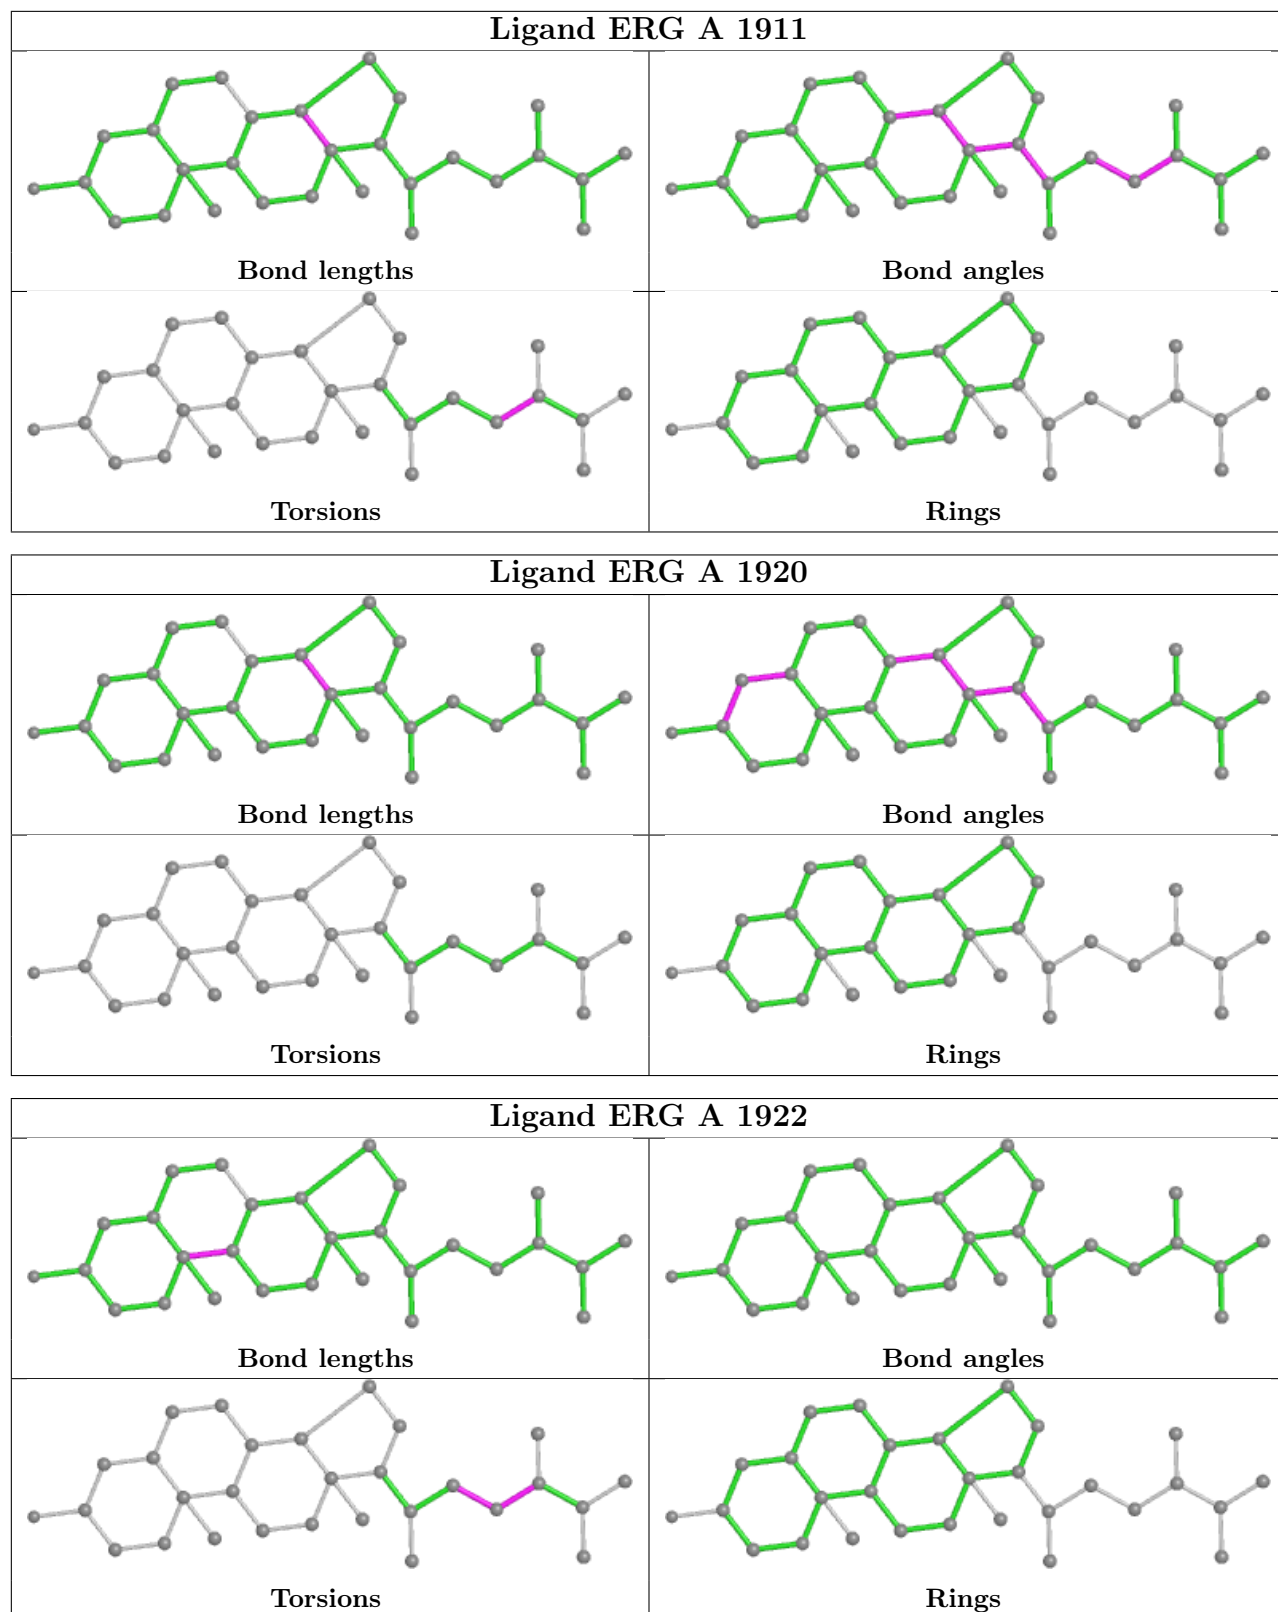 Ligand ERG A 1911
Bond lengths
Bond angles
Torsions
Rings
Ligand ERG A 1920
Bond lengths
Bond angles
Torsions
Rings
Ligand ERG A 1922
Bond lengths
Bond angles
Torsions
Rings